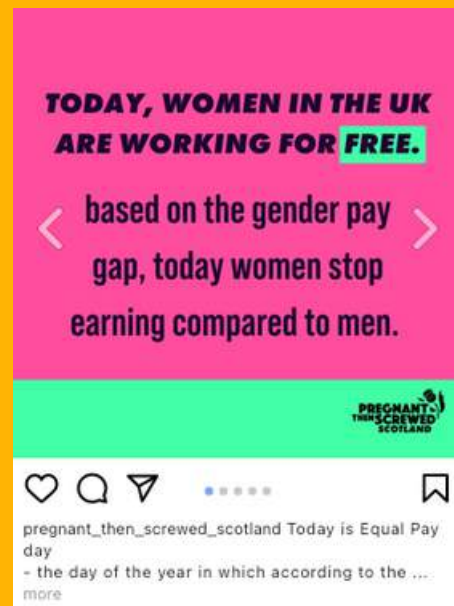 TODAY, WOMEN IN THE UK
ARE WORKING FOR FREE.
based on the gender pay
gap, today women stop
earning compared to men.
PREGNANT
THEN SCREWED
SCOTLAND
pregnant_then_screwed_scotland Today is Equal Pay
day
- the day of the year in which according to the ...
more